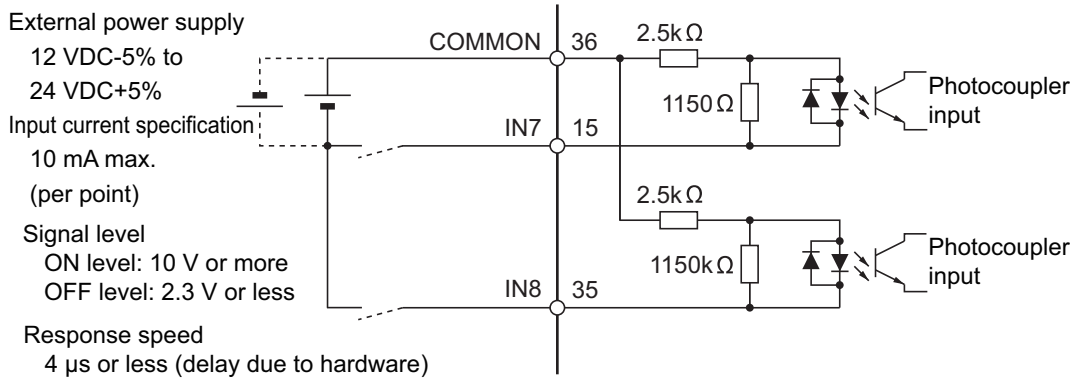 External power supply
12 VDC-5% to
24 VDC+5%
Input current specification
10 mA max.
(per point)
Signal level
ON level: 10 V or more
OFF level: 2.3 V or less
Response speed
4 µs or less (delay due to hardware)
COMMON
36
2.5k Ω
1150 Ω
Photocoupler
input
IN7
15
2.5k Ω
1150k Ω
Photocoupler
input
IN8
35